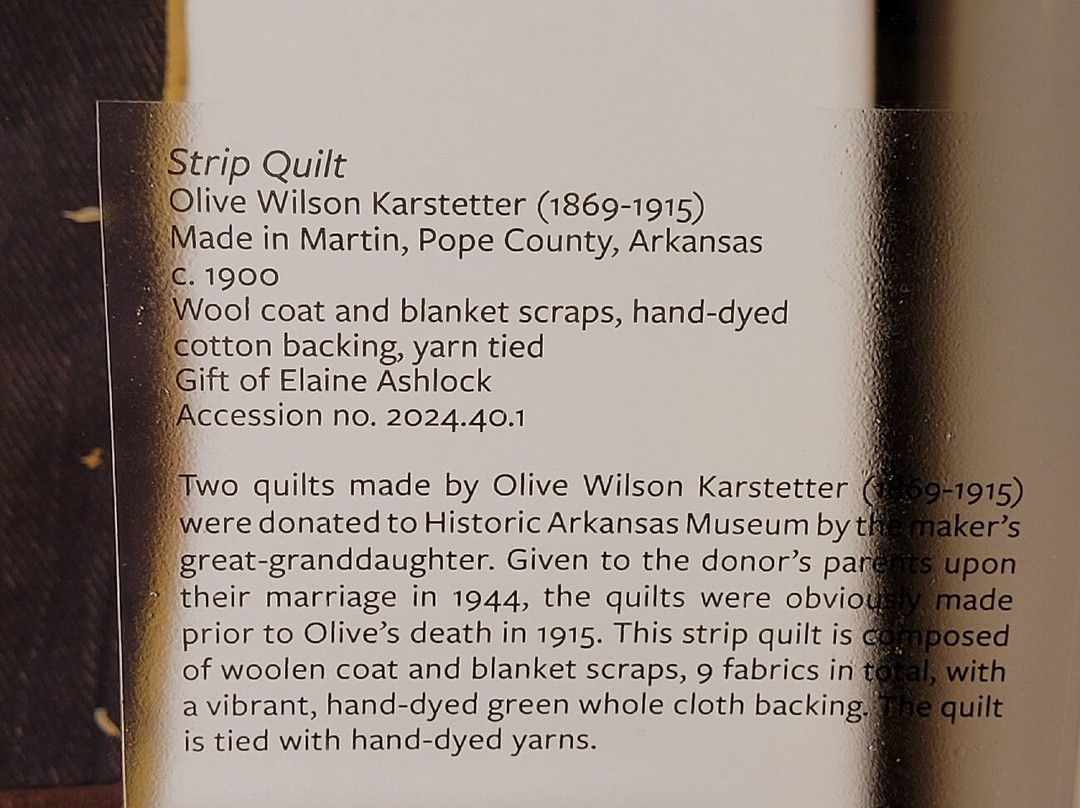 Strip Quilt
Olive Wilson Karstetter (1869-1915)
Made in Martin, Pope County, Arkansas
c. 1900
Wool coat and blanket scraps, hand-dyed
cotton backing, yarn tied
Gift of Elaine Ashlock
Accession no. 2024.40.1
Two quilts made by Olive Wilson Karstetter (1869-1915)
were donated to Historic Arkansas Museum by the maker's
great-granddaughter. Given to the donor's parents upon
their marriage in 1944, the quilts were obviously made
prior to Olive's death in 1915. This strip quilt is composed
of woolen coat and blanket scraps, 9 fabrics in total, with
a vibrant, hand-dyed green whole cloth backing. The quilt
is tied with hand-dyed yarns.